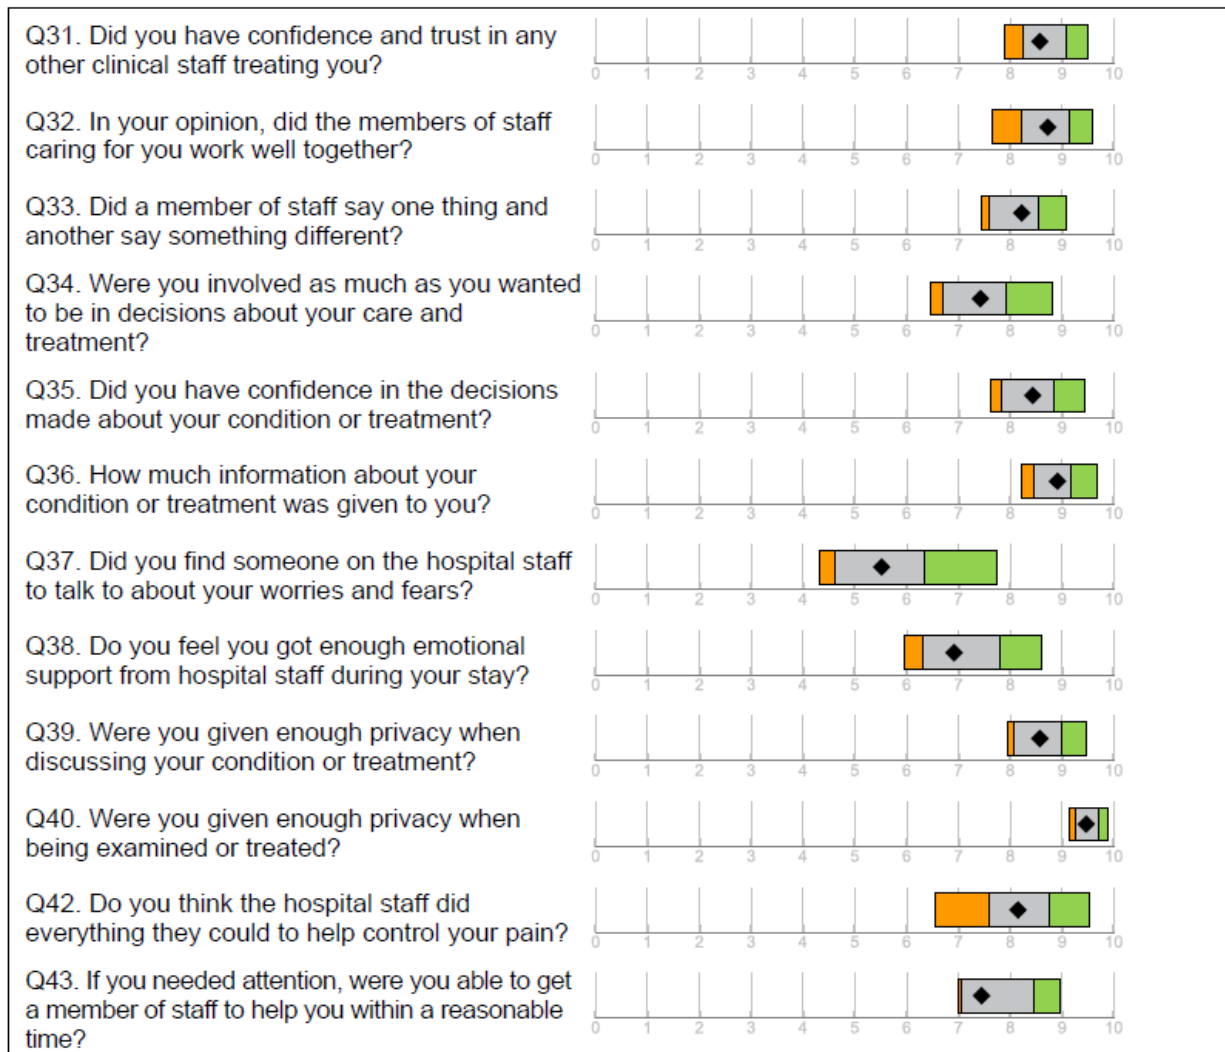 Q31. Did you have confidence and trust in any
other clinical staff treating you?
0 1 2 3 4 5 6 7 8 9 10
Q32. In your opinion, did the members of staff
caring for you work well together?
0 1 2 3 4 5 6 7 8 9 10
Q33. Did a member of staff say one thing and
another say something different?
0 1 2 3 4 5 6 7 8 9 10
Q34. Were you involved as much as you wanted
to be in decisions about your care and
treatment?
0 1 2 3 4 5 6 7 8 9 10
Q35. Did you have confidence in the decisions
made about your condition or treatment?
0 1 2 3 4 5 6 7 8 9 10
Q36. How much information about your
condition or treatment was given to you?
0 1 2 3 4 5 6 7 8 9 10
Q37. Did you find someone on the hospital staff
to talk to about your worries and fears?
0 1 2 3 4 5 6 7 8 9 10
Q38. Do you feel you got enough emotional
support from hospital staff during your stay?
0 1 2 3 4 5 6 7 8 9 10
Q39. Were you given enough privacy when
discussing your condition or treatment?
0 1 2 3 4 5 6 7 8 9 10
Q40. Were you given enough privacy when
being examined or treated?
0 1 2 3 4 5 6 7 8 9 10
Q42. Do you think the hospital staff did
everything they could to help control your pain?
0 1 2 3 4 5 6 7 8 9 10
Q43. If you needed attention, were you able to get
a member of staff to help you within a reasonable
time?
0 1 2 3 4 5 6 7 8 9 10